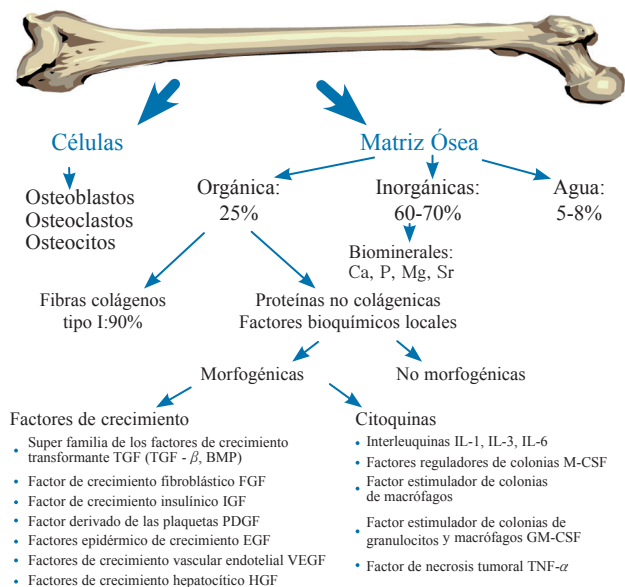 Células
Matriz Ósea
Osteoblastos
Osteoclastos
Osteocitos
Orgánica:
25%
Inorgánicas:
60-70%
Agua:
5-8%
Biominerales:
Ca, P, Mg, Sr
Fibras colágenos
tipo I:90%
Proteínas no colágenicas
Factores bioquímicos locales
Morfogénicas
No morfogénicas
Factores de crecimiento
• Super familia de los factores de crecimiento
transformante TGF (TGF - β, BMP)
• Factor de crecimiento fibroblástico FGF
• Factor de crecimiento insulínico IGF
• Factor derivado de las plaquetas PDGF
• Factores epidérmico de crecimiento EGF
• Factores de crecimiento vascular endotelial VEGF
• Factores de crecimiento hepatocítico HGF
Citoquinas
• Interleuquinas IL-1, IL-3, IL-6
• Factores reguladores de colonias M-CSF
• Factor estimulador de colonias
de macrófagos
• Factor estimulador de colonias de
granulocitos y macrófagos GM-CSF
• Factor de necrosis tumoral TNF-α